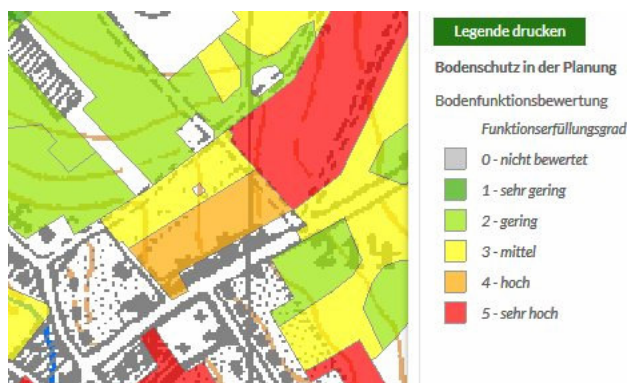 Legende drucken
Bodenschutz in der Planung
Bodenfunktionsbewertung
Funktionserfüllungsgrad
0 - nicht bewertet
1 - sehr gering
2 - gering
3 - mittel
4 - hoch
5 - sehr hoch